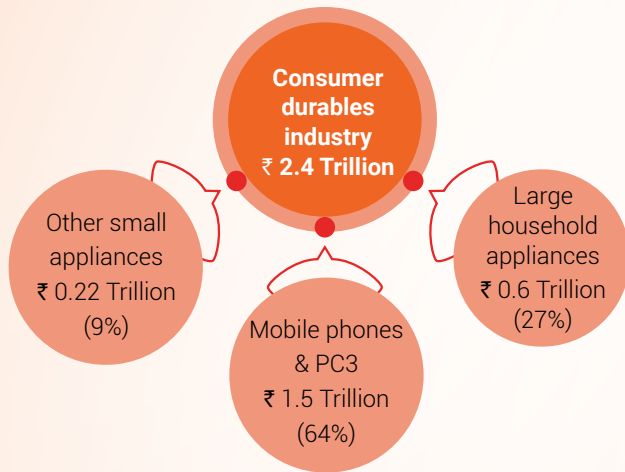 Consumer
durables
industry
₹ 2.4 Trillion
Other small
appliances
₹ 0.22 Trillion
(9%)
Mobile phones
& PC3
₹ 1.5 Trillion
(64%)
Large
household
appliances
₹ 0.6 Trillion
(27%)